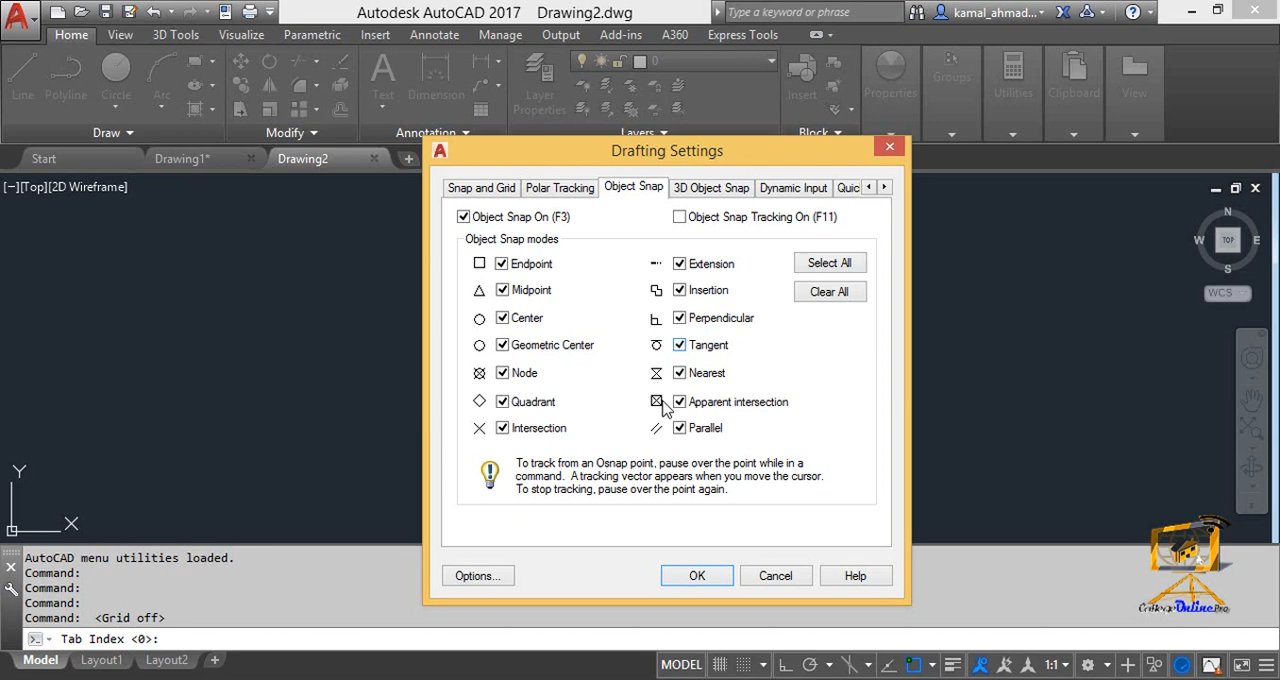 Autodesk AutoCAD 2017 Drawing2.dwg
Type a keyword or phrase
kamal_ahmad...
Home View 3D Tools Visualize Parametric Insert Annotate Manage Output Add-ins A360 Express Tools
Line Polyline Circle Arc
Text Dimension
Layer
Properties
0
Insert
Properties
Groups
Utilities
Clipboard
View
Draw Modify Annotation Layers Block
Start Drawing1* Drawing2
[−][Top][2D Wireframe]
Drafting Settings
Snap and Grid Polar Tracking Object Snap 3D Object Snap Dynamic Input Quic
Object Snap On (F3) Object Snap Tracking On (F11)
Object Snap modes
Endpoint Extension Select All
Midpoint Insertion Clear All
Center Perpendicular
Geometric Center Tangent
Node Nearest
Quadrant Apparent intersection
Intersection Parallel
To track from an Osnap point, pause over the point while in a
command. A tracking vector appears when you move the cursor.
To stop tracking, pause over the point again.
Options... OK Cancel Help
N
W TOP E
S
WCS
Y
X
AutoCAD menu utilities loaded.
Command:
Command:
Command:
Command: <Grid off>
Tab Index <0>:
College Online Pro
Model Layout1 Layout2
MODEL 1:1